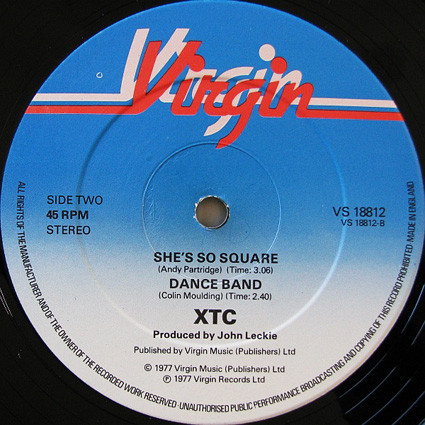 Virgin
SIDE TWO
45 RPM
STEREO
VS 18812
VS 18812-B
SHE'S SO SQUARE
(Andy Partridge) (Time: 3.06)
DANCE BAND
(Colin Moulding) (Time: 2.40)
XTC
Produced by John Leckie
Published by Virgin Music (Publishers) Ltd
© 1977 Virgin Music (Publishers) Ltd
℗ 1977 Virgin Records Ltd
ALL RIGHTS OF THE MANUFACTURER AND OF THE OWNER OF THE RECORDED WORK RESERVED · UNAUTHORISED PUBLIC PERFORMANCE BROADCASTING AND COPYING OF THIS RECORD PROHIBITED · MADE IN ENGLAND